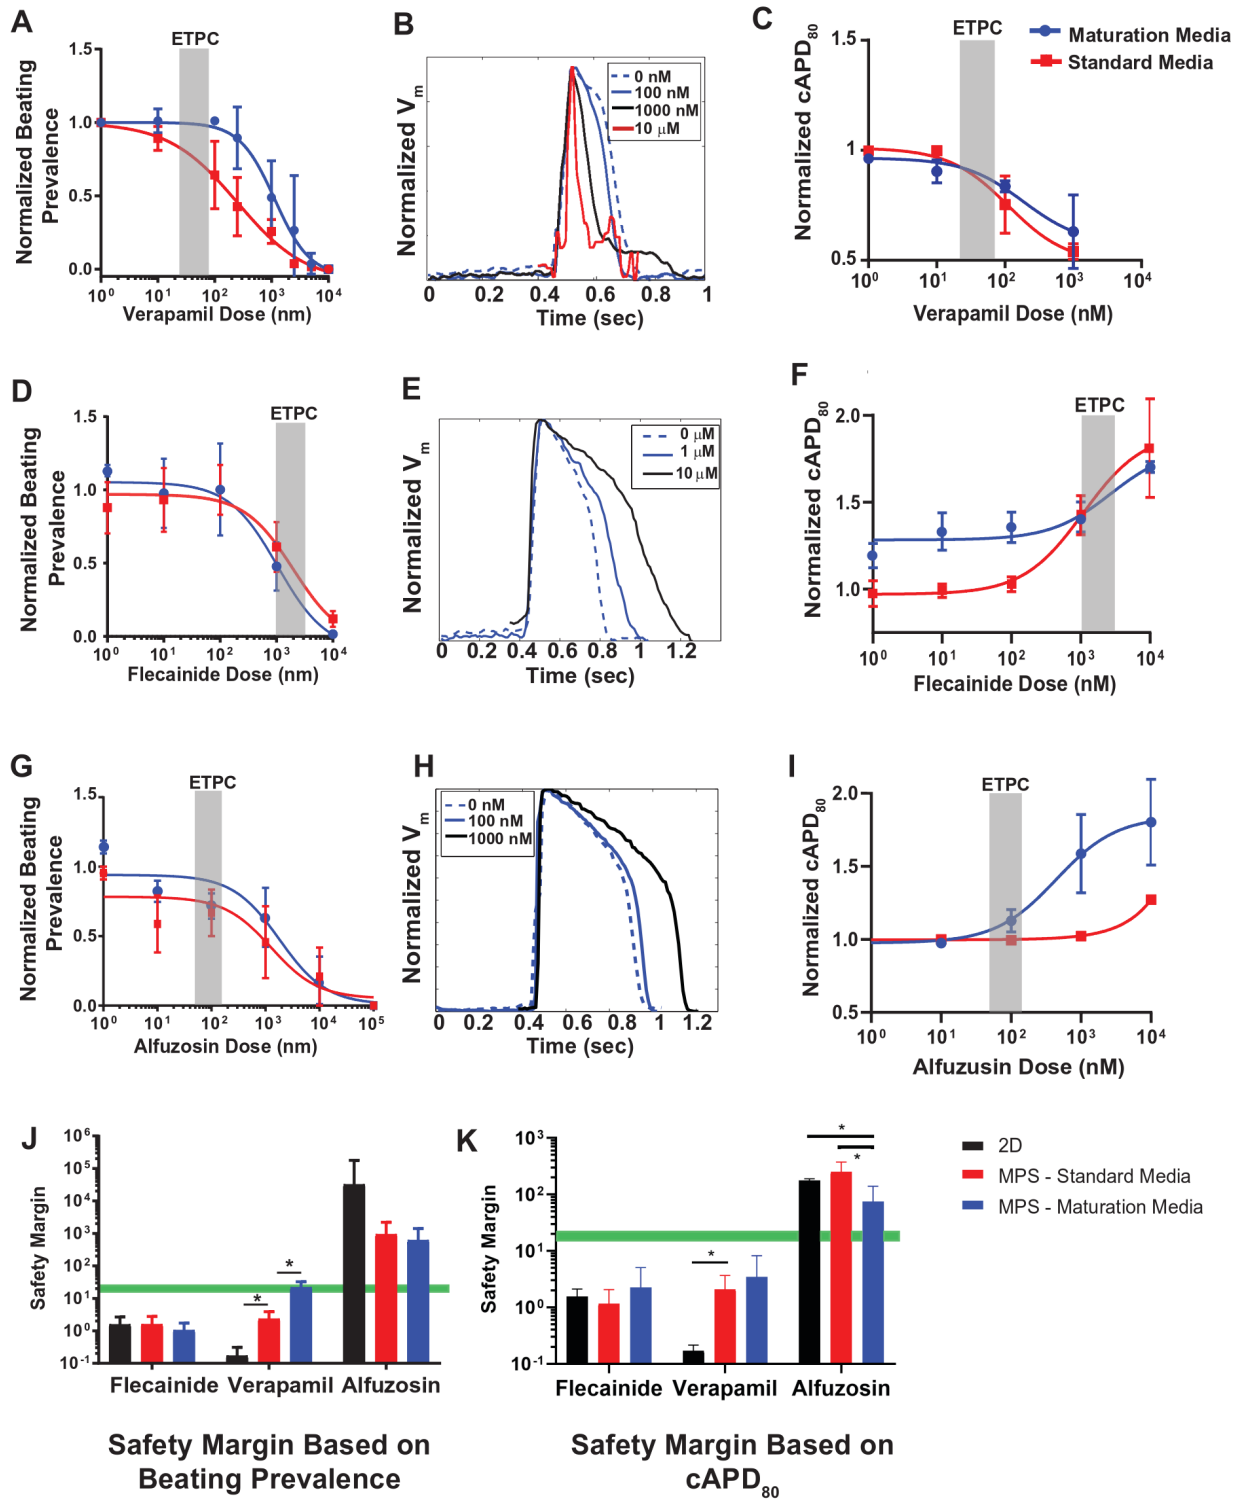 A
ETPC
Normalized Beating
Prevalence
1.5
1.0
0.5
0.0
10⁰ 10¹ 10² 10³ 10⁴
Verapamil Dose (nm)
B
Normalized Vm
0 nM
100 nM
1000 nM
10 µM
0 0.2 0.4 0.6 0.8 1
Time (sec)
C
ETPC
Normalized cAPD80
1.5
1
0.5
10⁰ 10¹ 10² 10³ 10⁴
Verapamil Dose (nM)
Maturation Media
Standard Media
D
ETPC
Normalized Beating
Prevalence
1.5
1.0
0.5
0.0
10⁰ 10¹ 10² 10³ 10⁴
Flecainide Dose (nm)
E
Normalized Vm
0 µM
1 µM
10 µM
0 0.2 0.4 0.6 0.8 1 1.2
Time (sec)
F
ETPC
Normalized cAPD80
2.0
1.5
1.0
10⁰ 10¹ 10² 10³ 10⁴
Flecainide Dose (nM)
G
ETPC
Normalized Beating
Prevalence
1.5
1.0
0.5
0.0
10⁰ 10¹ 10² 10³ 10⁴ 10⁵
Alfuzosin Dose (nm)
H
Normalized Vm
0 nM
100 nM
1000 nM
0 0.2 0.4 0.6 0.8 1 1.2
Time (sec)
I
ETPC
Normalized cAPD80
2.0
1.5
1.0
0.5
10⁰ 10¹ 10² 10³ 10⁴
Alfuzusin Dose (nM)
J
Safety Margin
10⁶
10⁵
10⁴
10³
10²
10¹
10⁰
10⁻¹
*
*
Flecainide Verapamil Alfuzosin
Safety Margin Based on
Beating Prevalence
K
Safety Margin
10³
10²
10¹
10⁰
10⁻¹
*
*
*
Flecainide Verapamil Alfuzosin
Safety Margin Based on
cAPD80
2D
MPS - Standard Media
MPS - Maturation Media